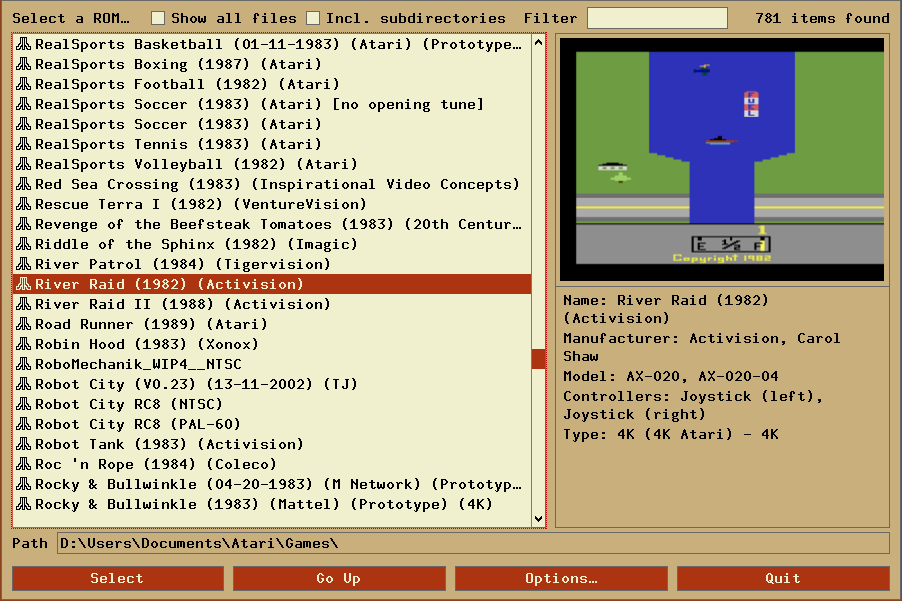 Select a ROM… Show all files Incl. subdirectories Filter 781 items found
RealSports Basketball (01-11-1983) (Atari) (Prototype…
RealSports Boxing (1987) (Atari)
RealSports Football (1982) (Atari)
RealSports Soccer (1983) (Atari) [no opening tune]
RealSports Soccer (1983) (Atari)
RealSports Tennis (1983) (Atari)
RealSports Volleyball (1982) (Atari)
Red Sea Crossing (1983) (Inspirational Video Concepts)
Rescue Terra I (1982) (VentureVision)
Revenge of the Beefsteak Tomatoes (1983) (20th Centur…
Riddle of the Sphinx (1982) (Imagic)
River Patrol (1984) (Tigervision)
River Raid (1982) (Activision)
River Raid II (1988) (Activision)
Road Runner (1989) (Atari)
Robin Hood (1983) (Xonox)
RoboMechanik_WIP4__NTSC
Robot City (V0.23) (13-11-2002) (TJ)
Robot City RC8 (NTSC)
Robot City RC8 (PAL-60)
Robot Tank (1983) (Activision)
Roc 'n Rope (1984) (Coleco)
Rocky & Bullwinkle (04-20-1983) (M Network) (Prototyp…
Rocky & Bullwinkle (1983) (Mattel) (Prototype) (4K)
FUEL
1
E ½ F
Copyright 1982
Name: River Raid (1982)
(Activision)
Manufacturer: Activision, Carol
Shaw
Model: AX-020, AX-020-04
Controllers: Joystick (left),
Joystick (right)
Type: 4K (4K Atari) - 4K
Path D:\Users\Documents\Atari\Games\
Select Go Up Options… Quit